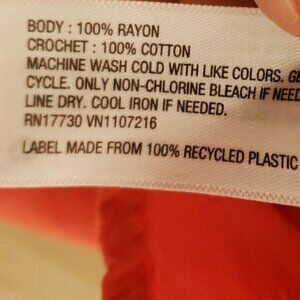 BODY : 100% RAYON
CROCHET : 100% COTTON
MACHINE WASH COLD WITH LIKE COLORS. GE
CYCLE. ONLY NON-CHLORINE BLEACH IF NEED
LINE DRY. COOL IRON IF NEEDED.
RN17730 VN1107216
LABEL MADE FROM 100% RECYCLED PLASTIC